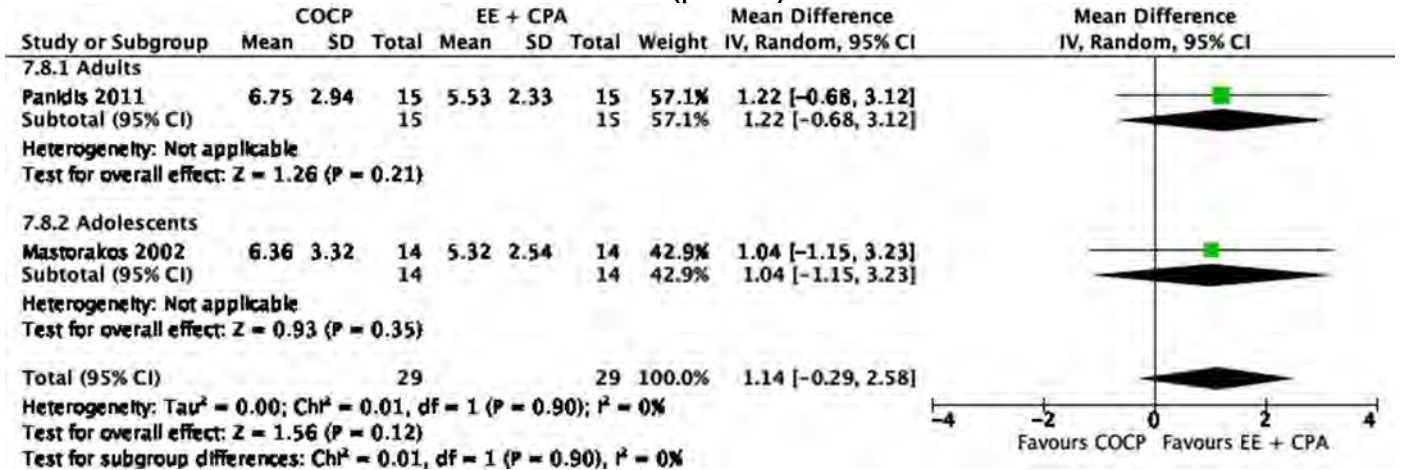 COCP EE + CPA Mean Difference Mean Difference
Study or Subgroup Mean SD Total Mean SD Total Weight IV, Random, 95% CI IV, Random, 95% CI
7.8.1 Adults
Panidis 2011 6.75 2.94 15 5.53 2.33 15 57.1% 1.22 [-0.68, 3.12]
Subtotal (95% CI) 15 15 57.1% 1.22 [-0.68, 3.12]
Heterogeneity: Not applicable
Test for overall effect: Z = 1.26 (P = 0.21)
7.8.2 Adolescents
Mastorakos 2002 6.36 3.32 14 5.32 2.54 14 42.9% 1.04 [-1.15, 3.23]
Subtotal (95% CI) 14 14 42.9% 1.04 [-1.15, 3.23]
Heterogeneity: Not applicable
Test for overall effect: Z = 0.93 (P = 0.35)
Total (95% CI) 29 29 100.0% 1.14 [-0.29, 2.58]
Heterogeneity: Tau² = 0.00; Chi² = 0.01, df = 1 (P = 0.90); I² = 0%
Test for overall effect: Z = 1.56 (P = 0.12)
Test for subgroup differences: Chi² = 0.01, df = 1 (P = 0.90), I² = 0%
-4 -2 0 2 4
Favours COCP Favours EE + CPA